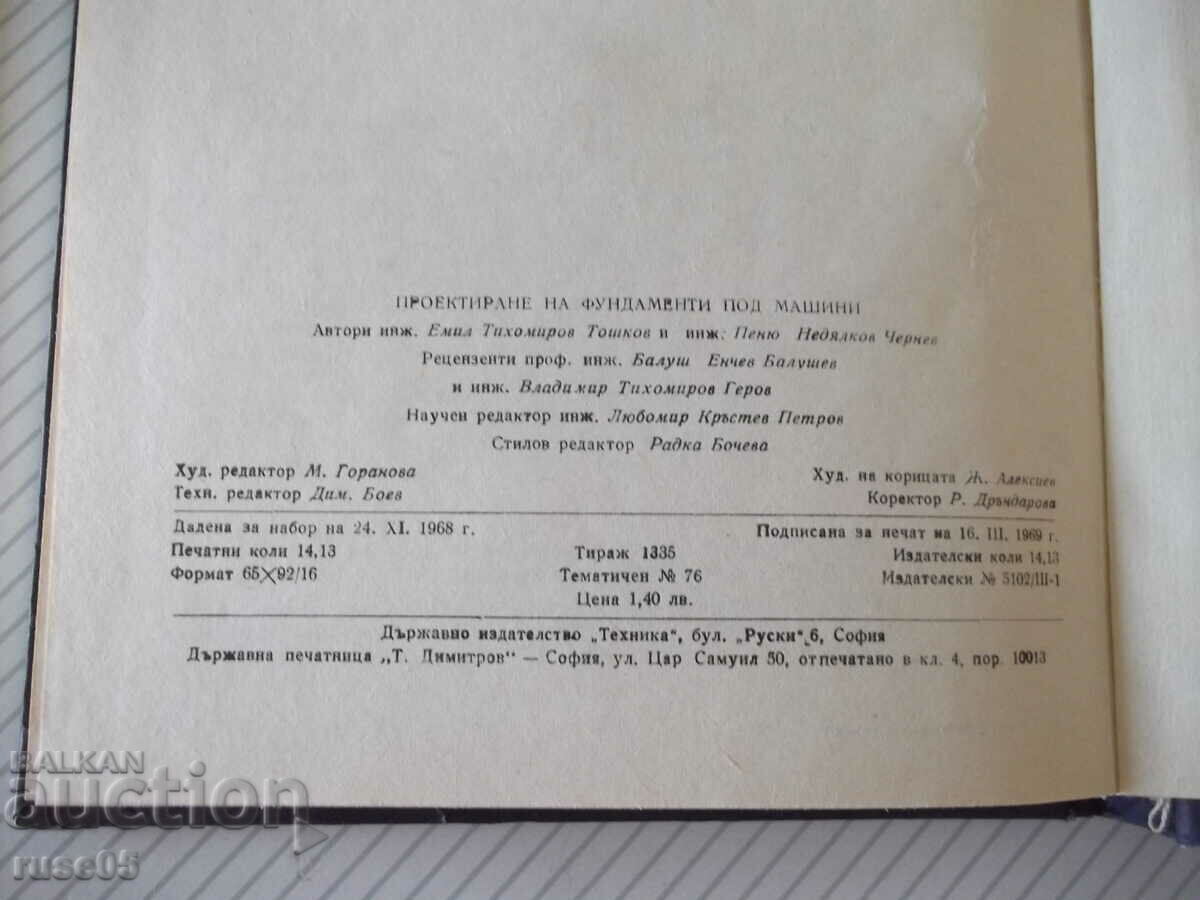 ПРОЕКТИРАНЕ НА ФУНДАМЕНТИ ПОД МАШИНИ
Автори инж. Емил Тихомиров Тошков и инж. Пеню Недялков Чернев
Рецензенти проф. инж. Балуш Енчев Балушев
и инж. Владимир Тихомиров Геров
Научен редактор инж. Любомир Кръстев Петров
Стилов редактор Радка Бочева
Худ. редактор М. Горанова
Худ. на корицата Ж. Алексиев
Техн. редактор Дим. Боев
Коректор Р. Дръндарова
Дадена за набор на 24. XI. 1968 г.
Подписана за печат на 16. III. 1969 г.
Печатни коли 14,13
Тираж 1335
Издателски коли 14,13
Формат 65×92/16
Тематичен № 76
Издателски № 5102/III-1
Цена 1,40 лв.
Държавно издателство „Техника", бул. „Руски" 6, София
Държавна печатница „Т. Димитров" — София, ул. Цар Самуил 50, отпечатано в кл. 4, пор. 10013
BALKAN
auction
ruse05